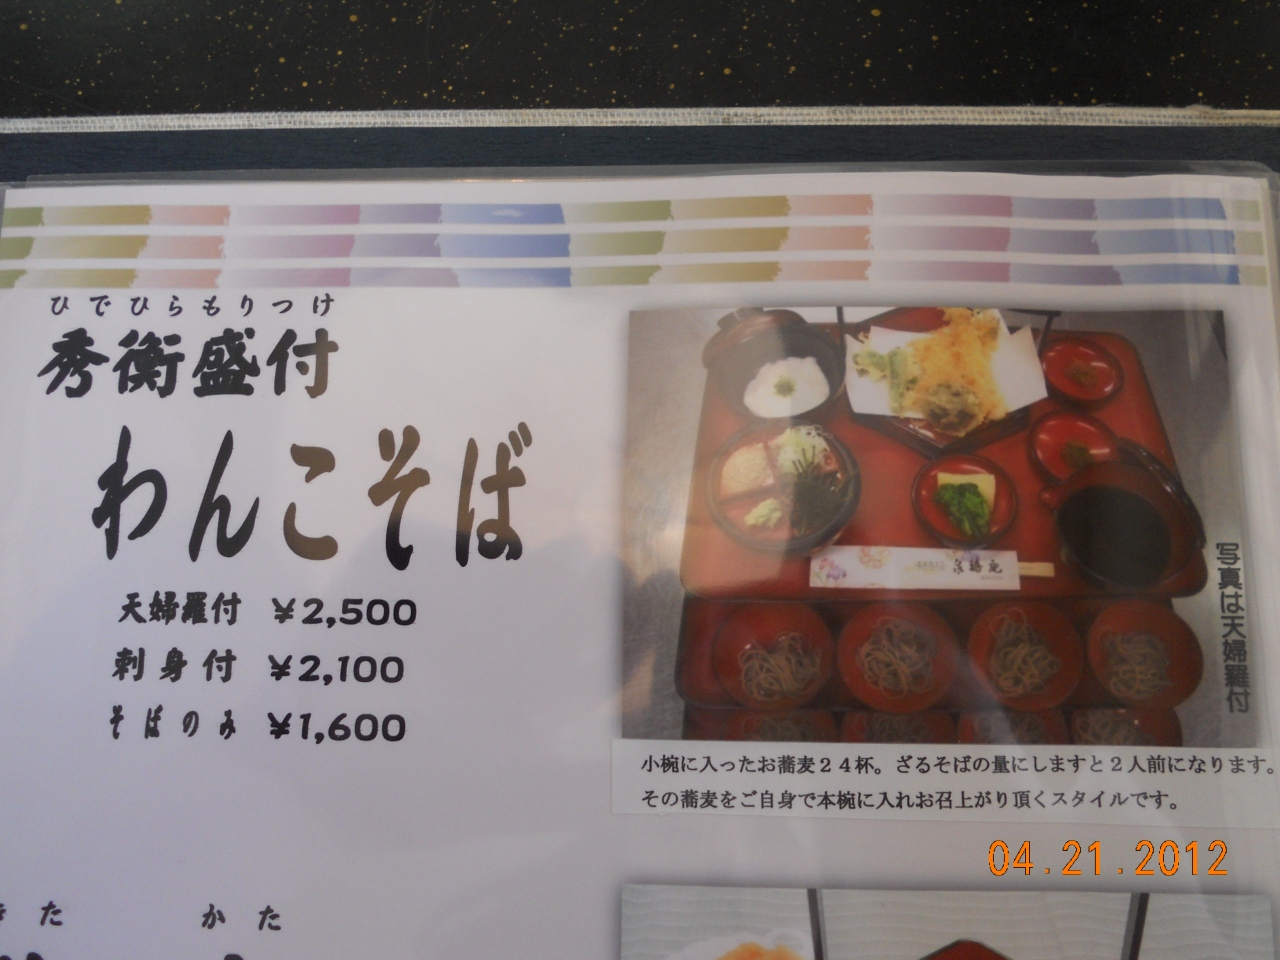 ひでひらもりつけ
秀衡盛付
わんこそば
天婦羅付 ¥2,500
刺身付 ¥2,100
そばのみ ¥1,600
写真は天婦羅付
小椀に入ったお蕎麦24杯。ざるそばの量にしますと2人前になります。
その蕎麦をご自身で本椀に入れお召上がり頂くスタイルです。
04.21.2012
きた かた